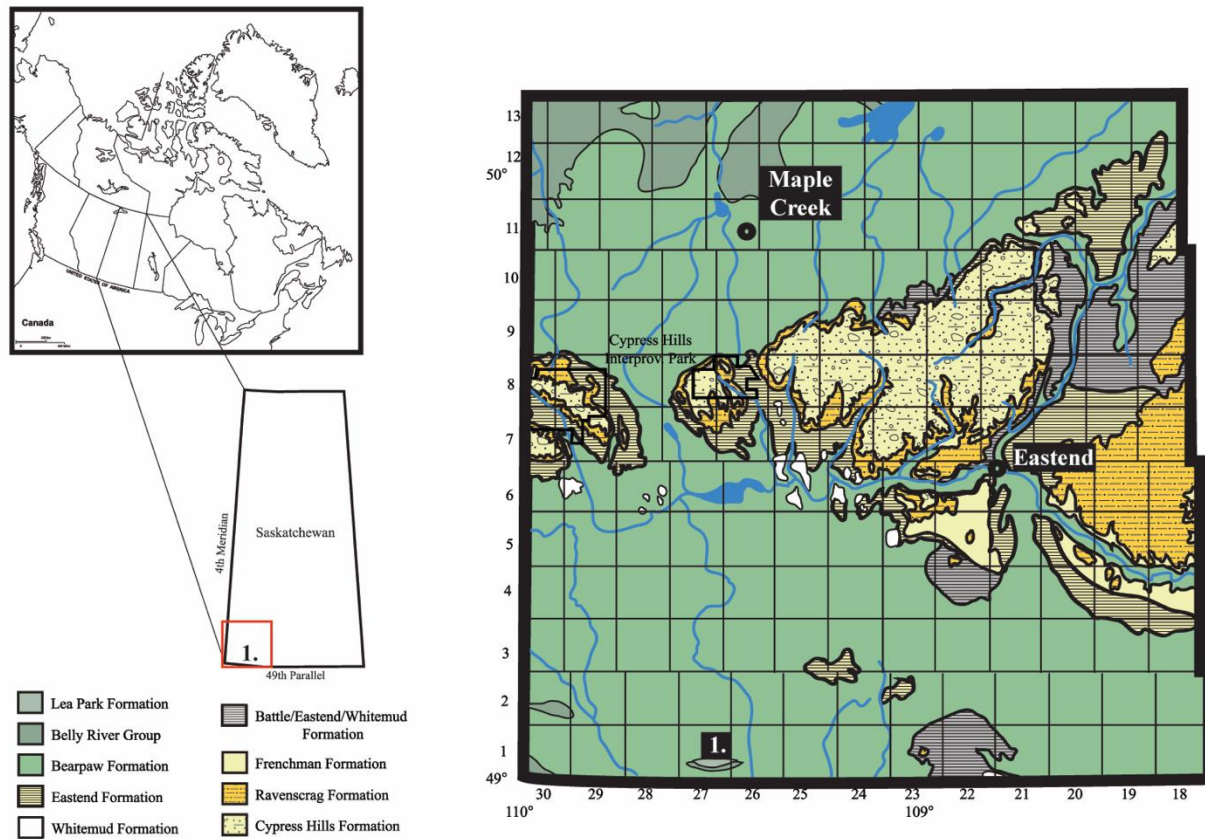 Canada
UNITED STATES OF AMERICA
4th Meridian
Saskatchewan
1.
49th Parallel
Lea Park Formation
Belly River Group
Bearpaw Formation
Eastend Formation
Whitemud Formation
Battle/Eastend/Whitemud
Formation
Frenchman Formation
Ravenscrag Formation
Cypress Hills Formation
13
12
50°
11
10
9
8
7
6
5
4
3
2
1
49°
Maple
Creek
Cypress Hills
Interprov. Park
Eastend
1.
30 29 28 27 26 25 24 23 22 21 20 19 18
110° 109°